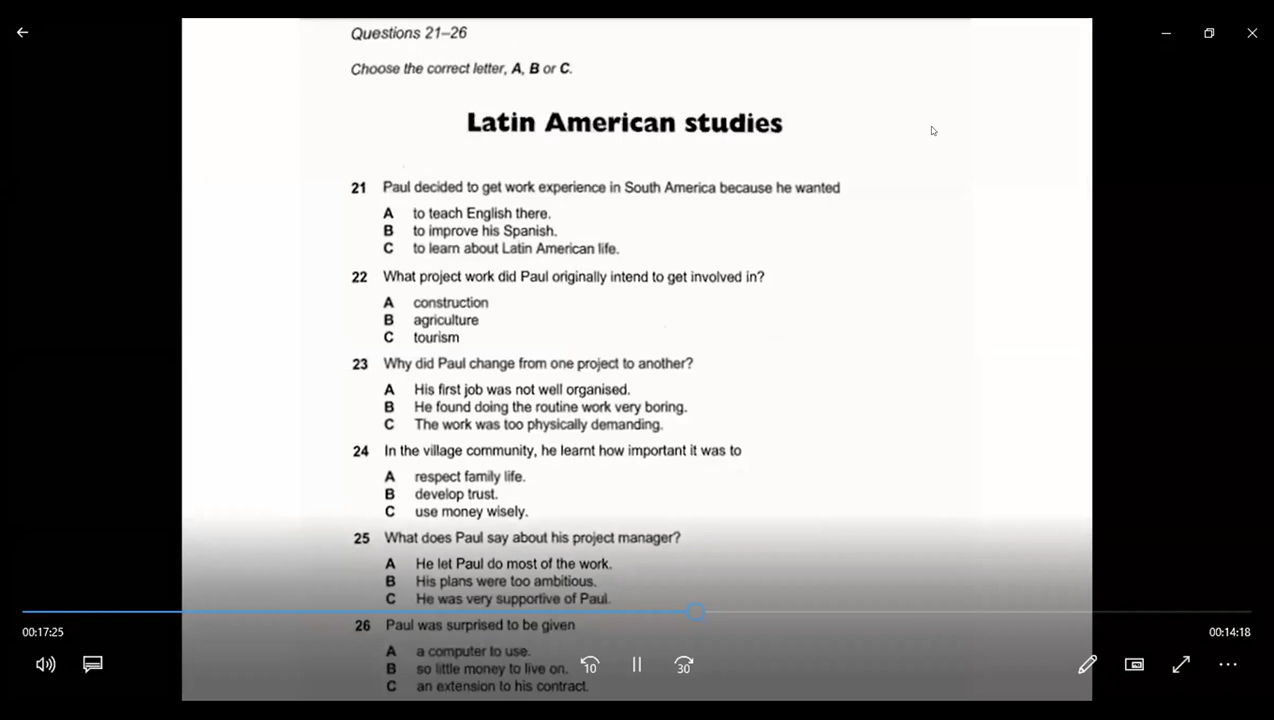 Questions 21–26
Choose the correct letter, A, B or C.
Latin American studies
21 Paul decided to get work experience in South America because he wanted
A to teach English there.
B to improve his Spanish.
C to learn about Latin American life.
22 What project work did Paul originally intend to get involved in?
A construction
B agriculture
C tourism
23 Why did Paul change from one project to another?
A His first job was not well organised.
B He found doing the routine work very boring.
C The work was too physically demanding.
24 In the village community, he learnt how important it was to
A respect family life.
B develop trust.
C use money wisely.
25 What does Paul say about his project manager?
A He let Paul do most of the work.
B His plans were too ambitious.
C He was very supportive of Paul.
26 Paul was surprised to be given
A a computer to use.
B so little money to live on.
C an extension to his contract.
00:17:25
00:14:18
10
30